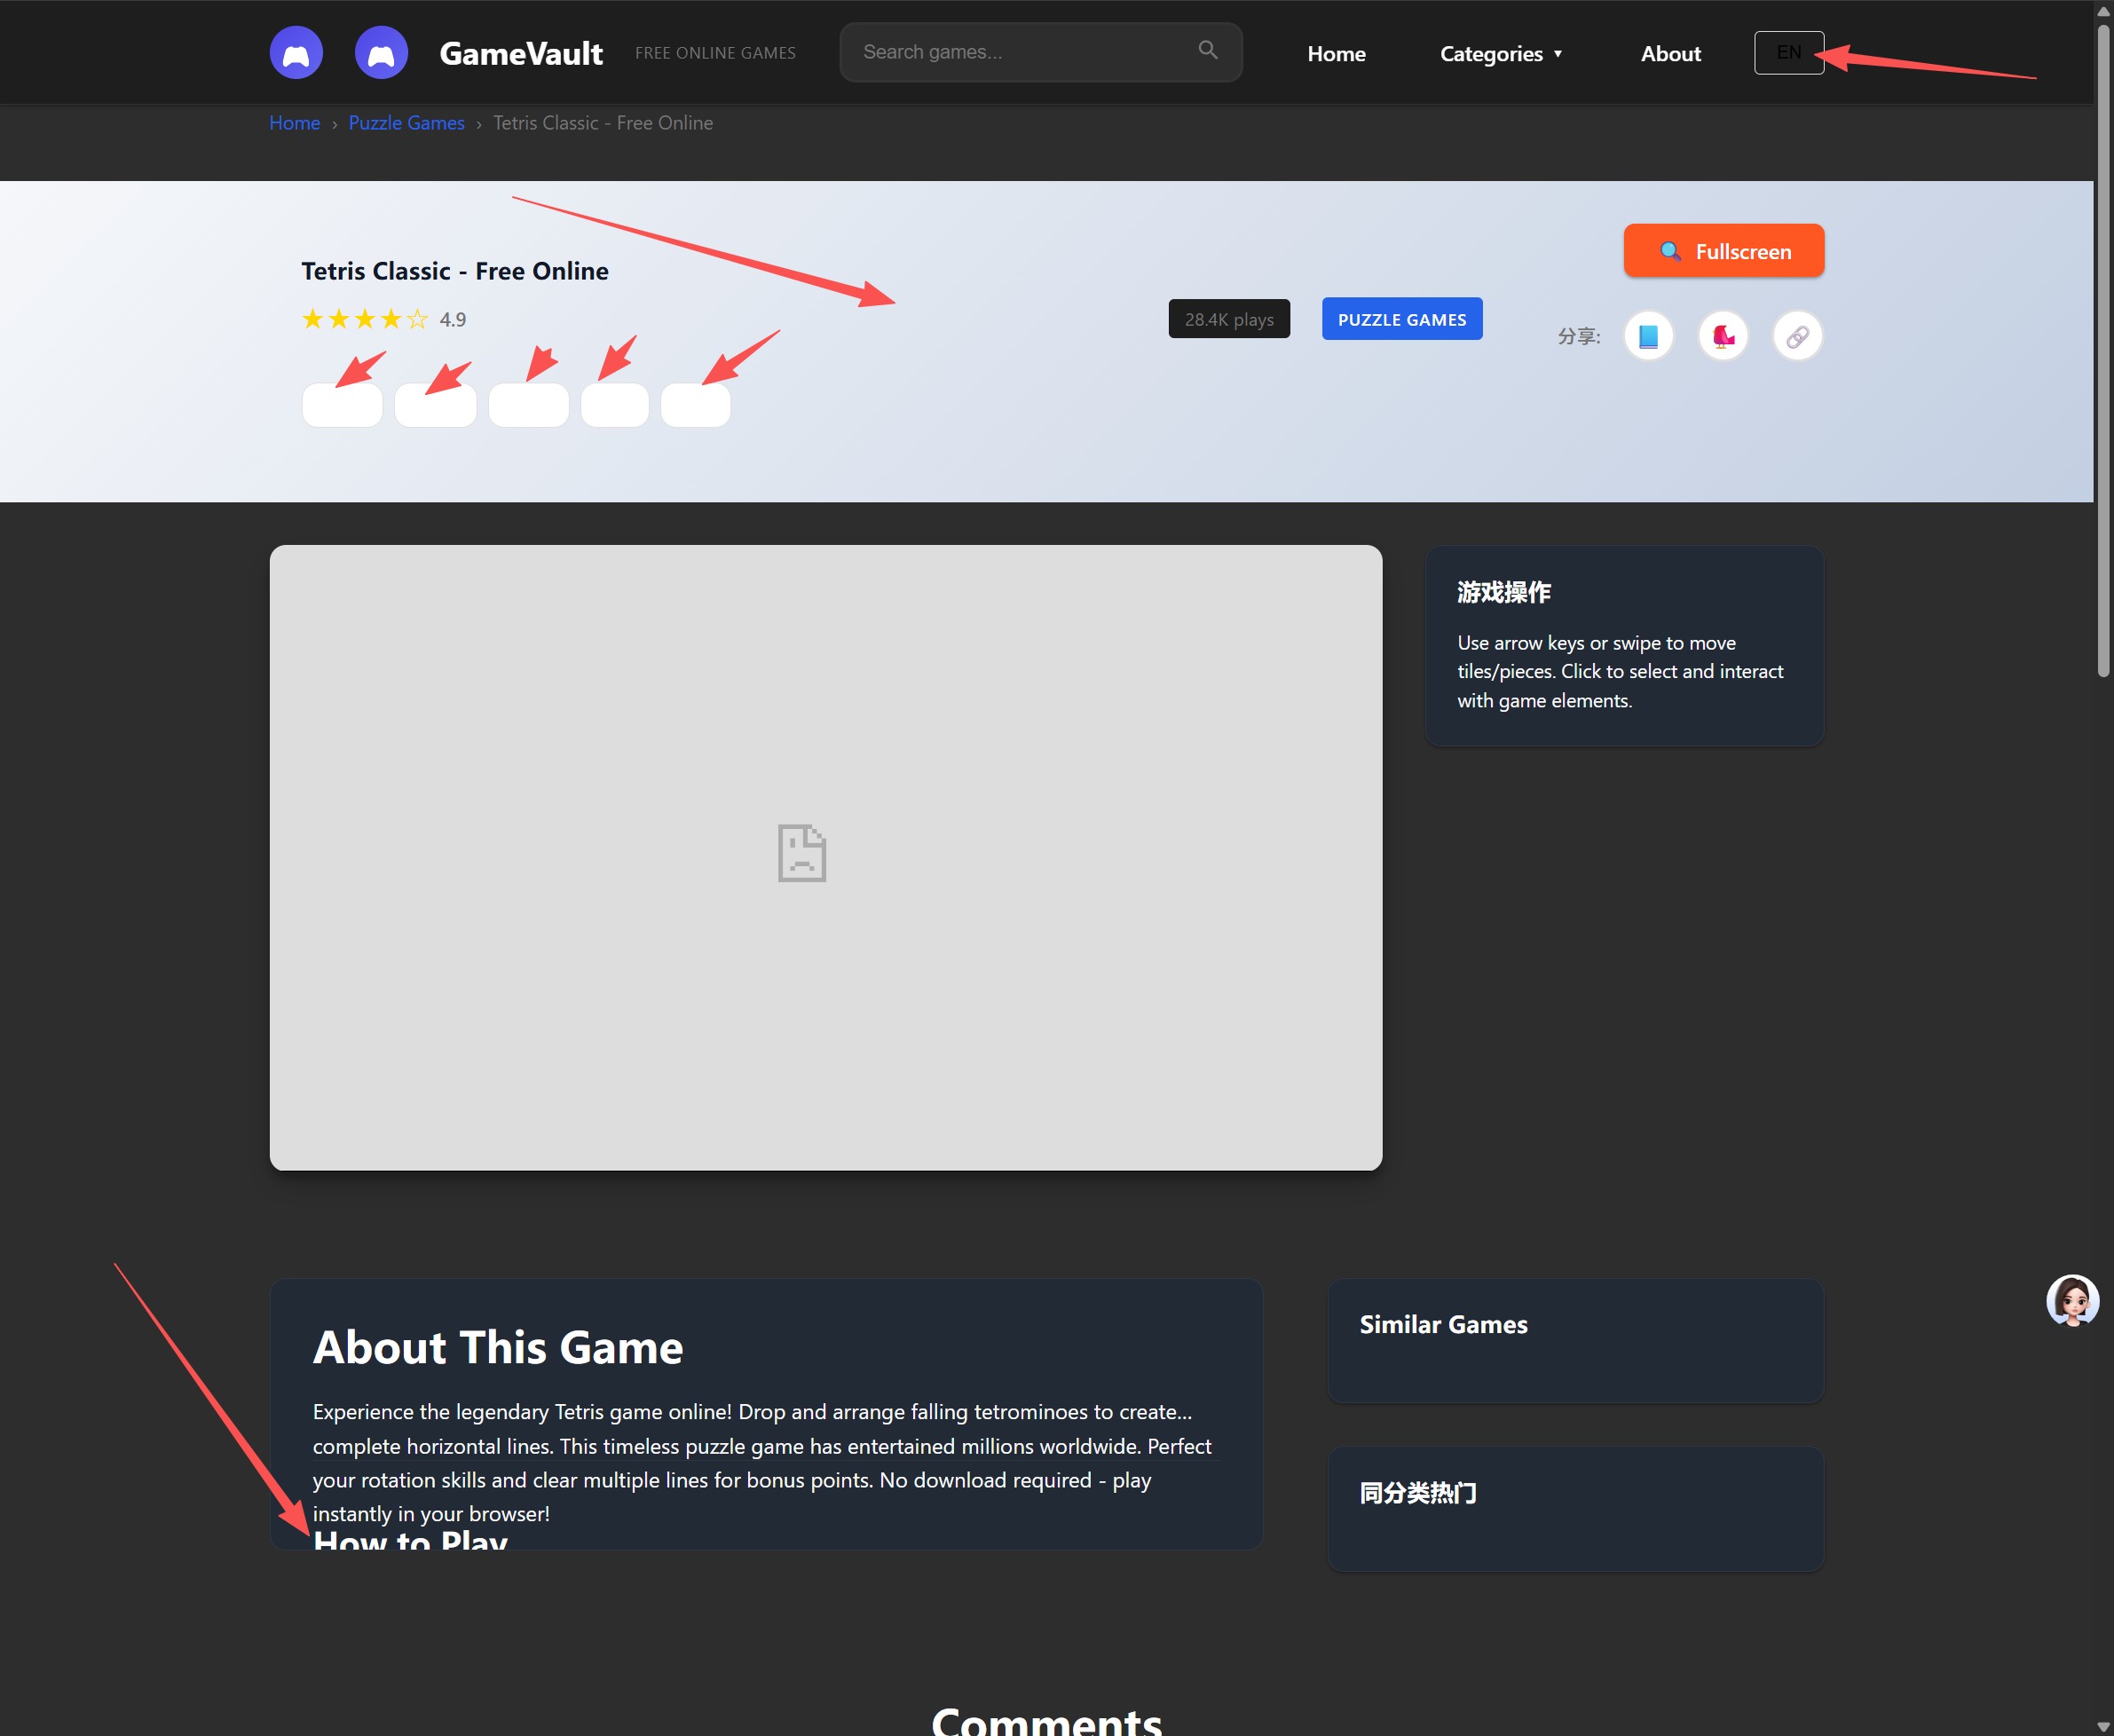 GameVault
FREE ONLINE GAMES
Search games...
Home
Categories ▼
About
EN
Home › Puzzle Games › Tetris Classic - Free Online
Tetris Classic - Free Online
★★★★☆ 4.9
28.4K plays
PUZZLE GAMES
Fullscreen
分享:
游戏操作
Use arrow keys or swipe to move
tiles/pieces. Click to select and interact
with game elements.
About This Game
Experience the legendary Tetris game online! Drop and arrange falling tetrominoes to create...
complete horizontal lines. This timeless puzzle game has entertained millions worldwide. Perfect
your rotation skills and clear multiple lines for bonus points. No download required - play
instantly in your browser!
How to Play
Similar Games
同分类热门
Comments